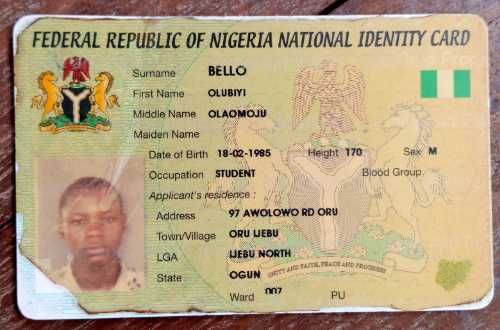 FEDERAL REPUBLIC OF NIGERIA NATIONAL IDENTITY CARD
Surname BELLO
First Name OLUBIYI
Middle Name OLAOMOJU
Maiden Name
Date of Birth 18-02-1985 Height 170 Sex M
Occupation STUDENT Blood Group
Applicant's residence :
Address 97 AWOLOWO RD ORU
Town/Village ORU IJEBU
LGA IJEBU NORTH
State OGUN
UNITY AND FAITH, PEACE AND PROGRESS
Ward 007 PU